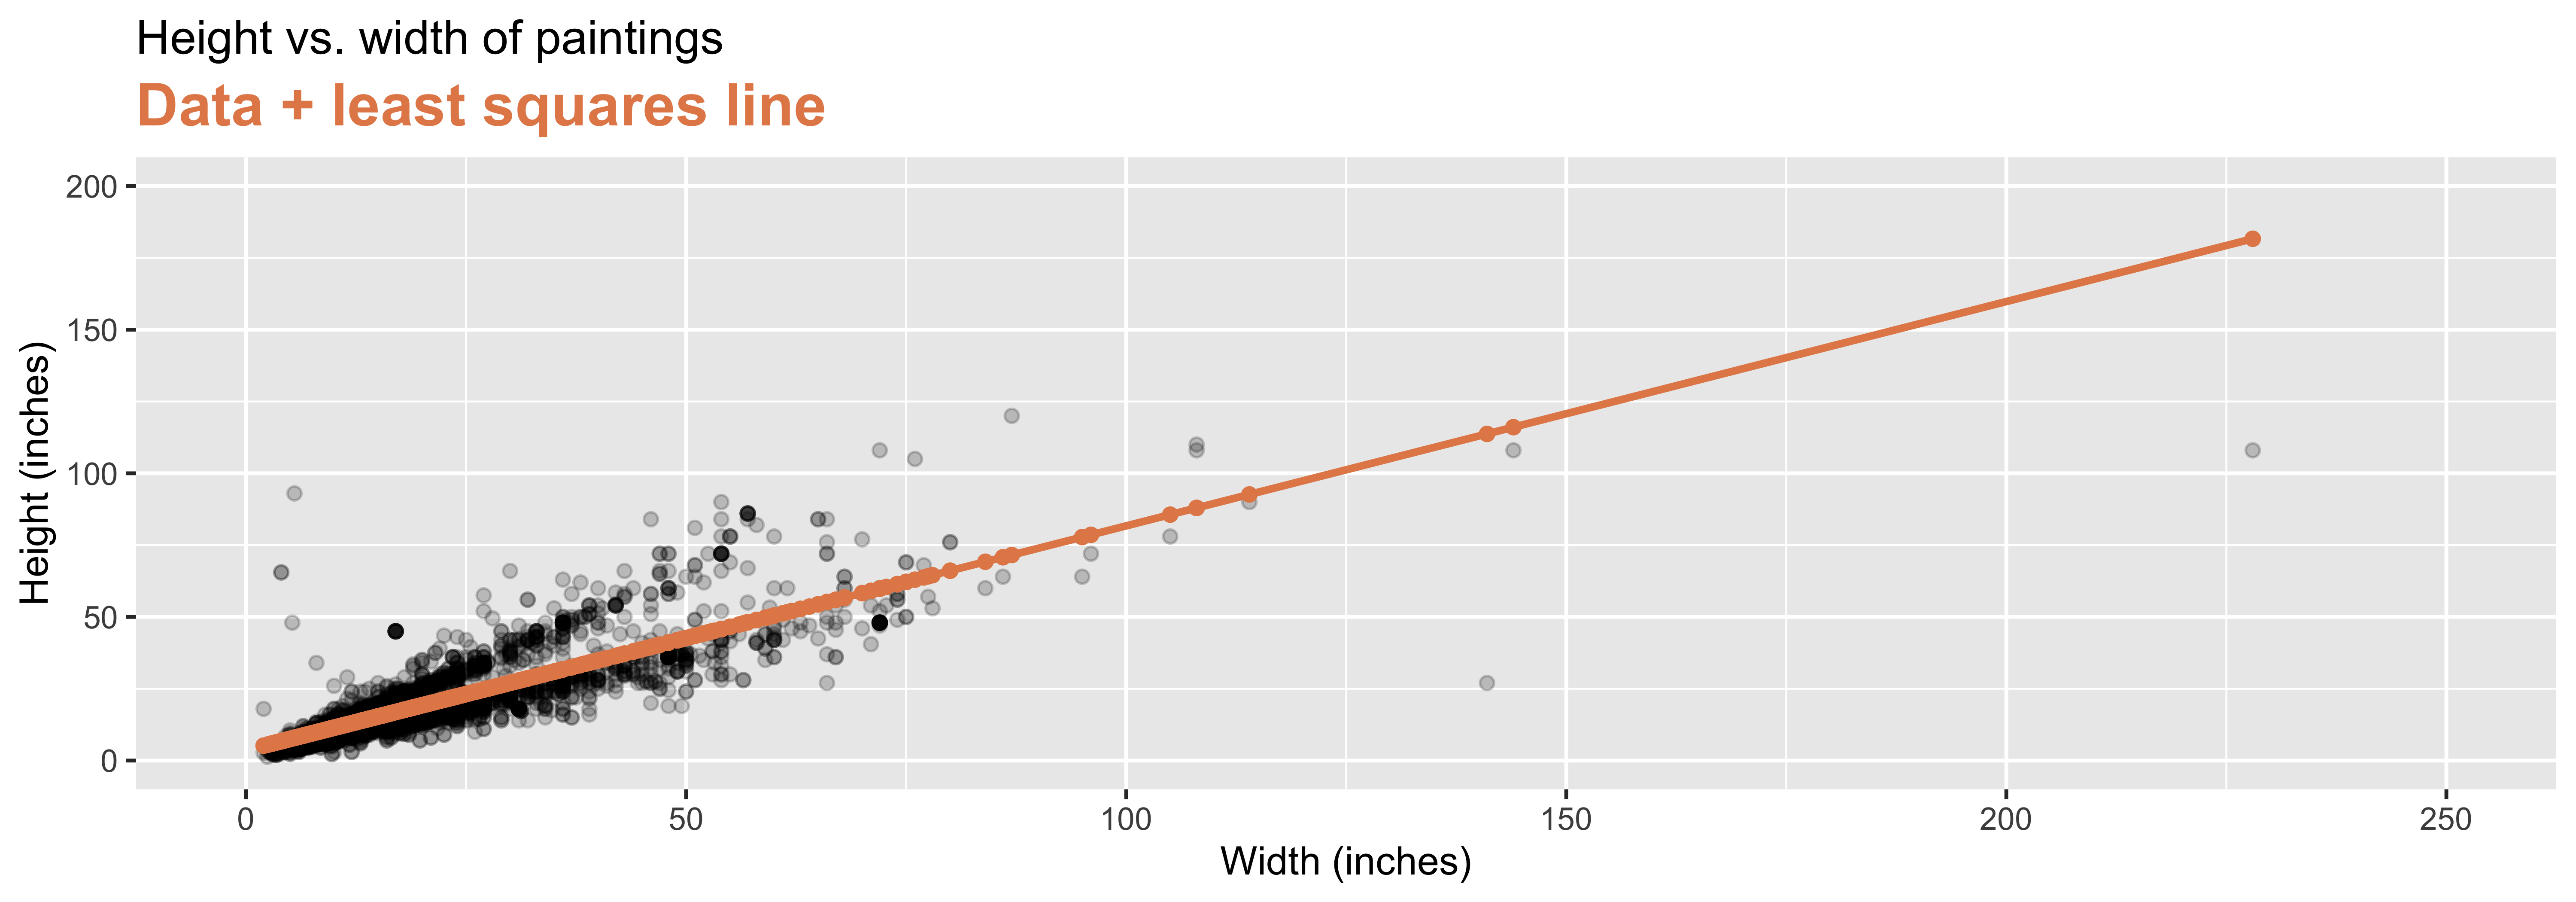 Height vs. width of paintings
Data + least squares line
200
150
100
50
0
Height (inches)
0 50 100 150 200 250
Width (inches)